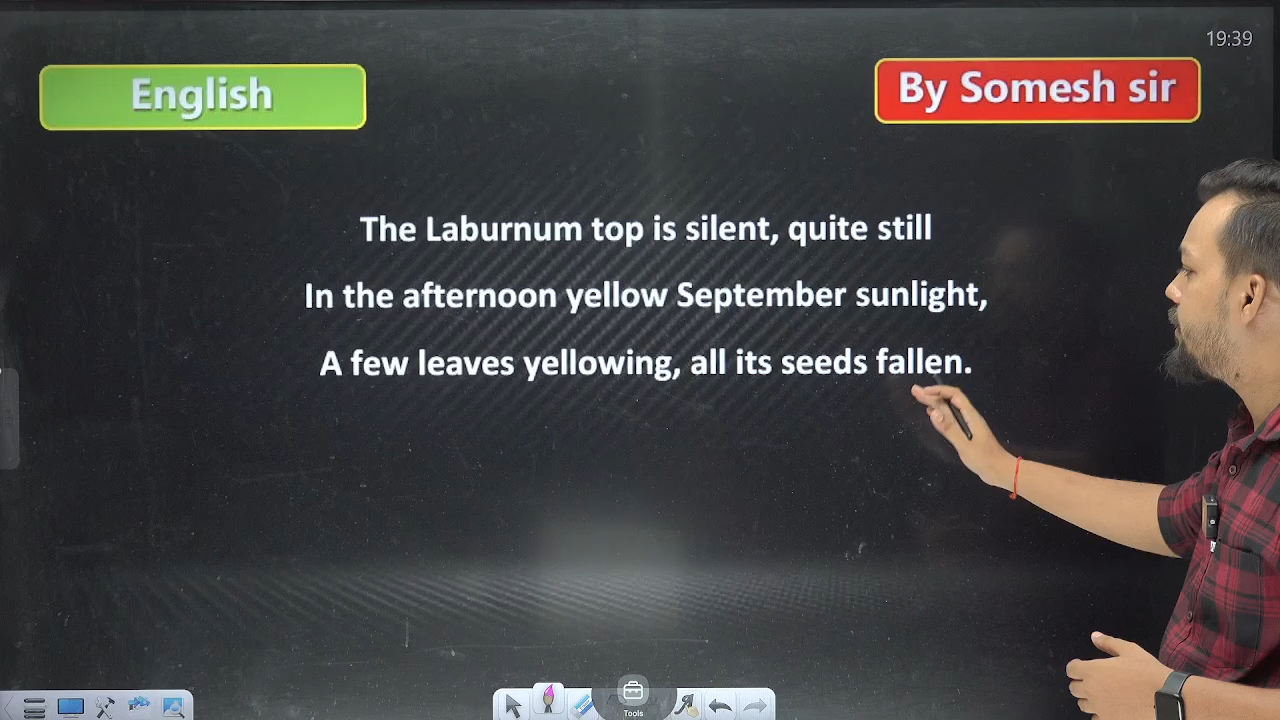 19:39
English
By Somesh sir
The Laburnum top is silent, quite still
In the afternoon yellow September sunlight,
A few leaves yellowing, all its seeds fallen.
Tools